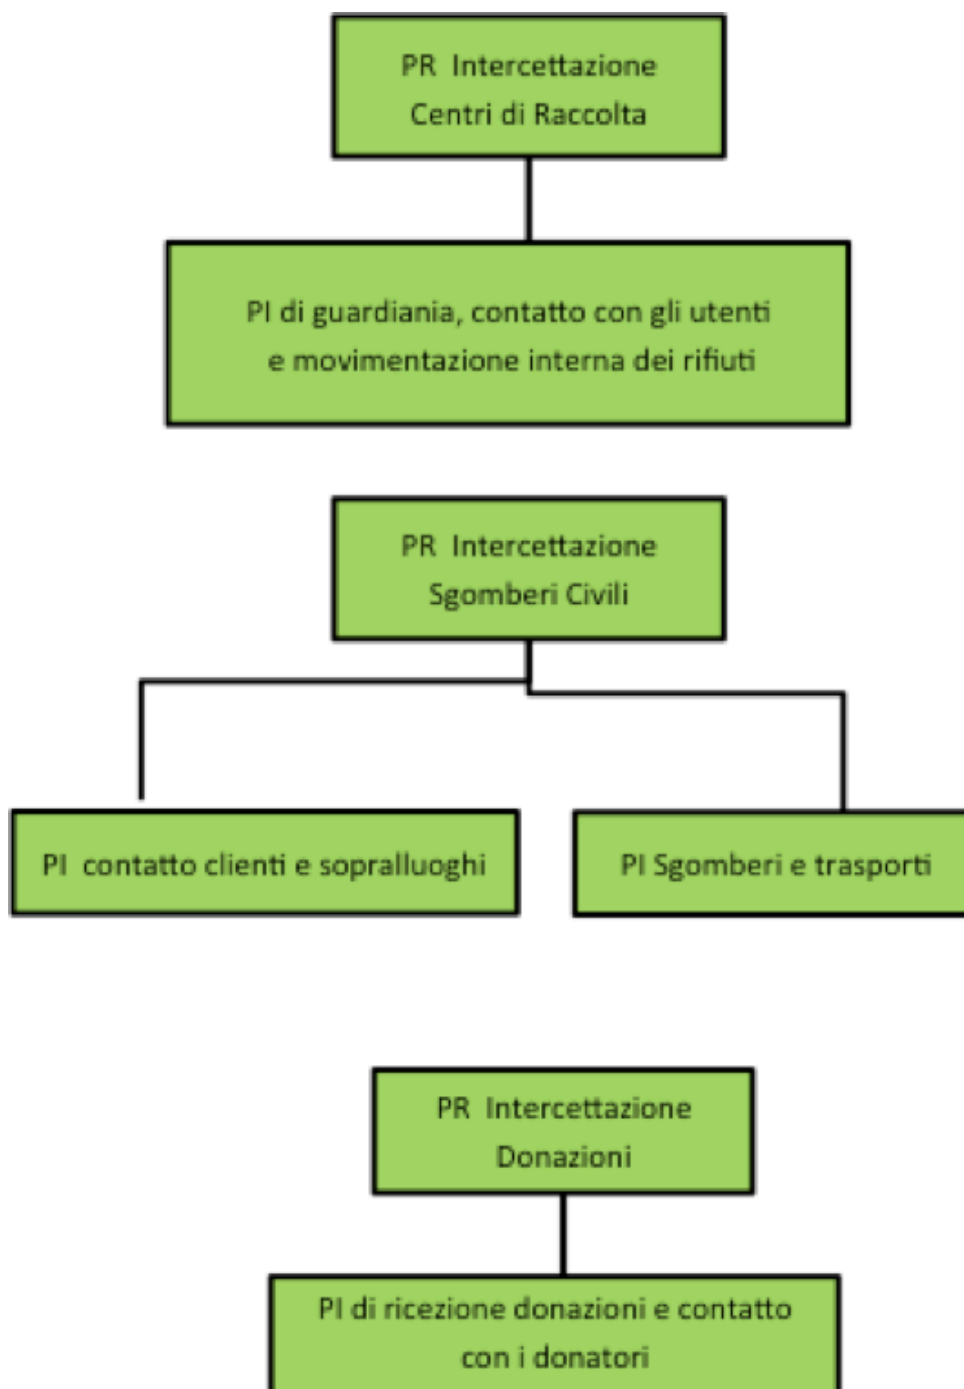 PR Intercettazione
Centri di Raccolta
PI di guardiania, contatto con gli utenti
e movimentazione interna dei rifiuti
PR Intercettazione
Sgomberi Civili
PI contatto clienti e sopralluoghi
PI Sgomberi e trasporti
PR Intercettazione
Donazioni
PI di ricezione donazioni e contatto
con i donatori